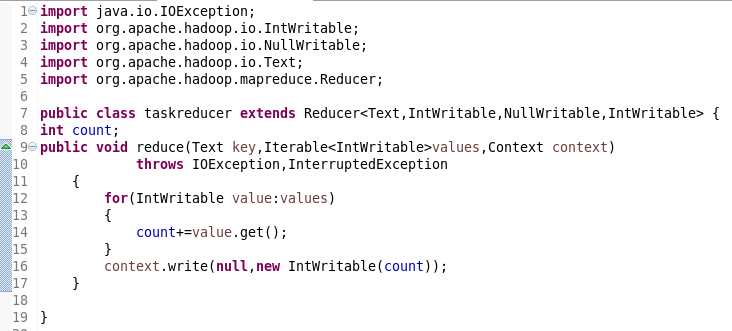 1 import java.io.IOException;
2 import org.apache.hadoop.io.IntWritable;
3 import org.apache.hadoop.io.NullWritable;
4 import org.apache.hadoop.io.Text;
5 import org.apache.hadoop.mapreduce.Reducer;
6
7 public class taskreducer extends Reducer<Text,IntWritable,NullWritable,IntWritable> {
8 int count;
9 public void reduce(Text key,Iterable<IntWritable>values,Context context)
10             throws IOException,InterruptedException
11     {
12         for(IntWritable value:values)
13         {
14             count+=value.get();
15         }
16         context.write(null,new IntWritable(count));
17     }
18
19 }